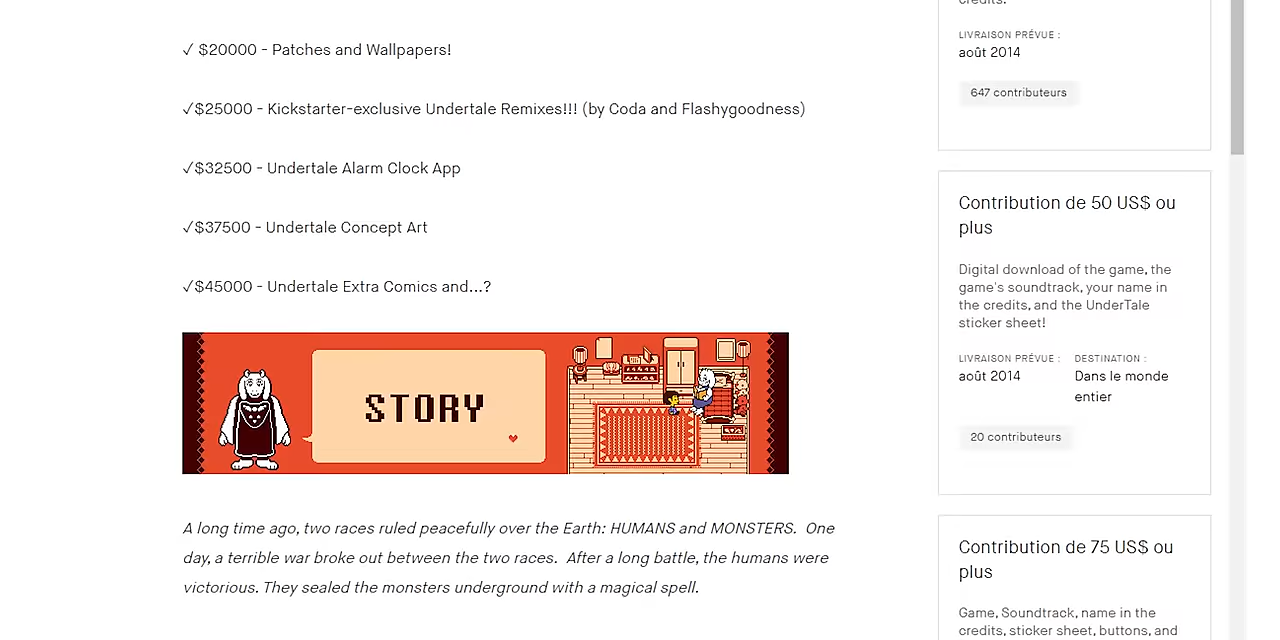 ✓ $20000 - Patches and Wallpapers!
✓$25000 - Kickstarter-exclusive Undertale Remixes!!! (by Coda and Flashygoodness)
✓$32500 - Undertale Alarm Clock App
✓$37500 - Undertale Concept Art
✓$45000 - Undertale Extra Comics and...?
STORY
A long time ago, two races ruled peacefully over the Earth: HUMANS and MONSTERS.  One
day, a terrible war broke out between the two races.  After a long battle, the humans were
victorious. They sealed the monsters underground with a magical spell.
credits.
LIVRAISON PRÉVUE :
août 2014
647 contributeurs
Contribution de 50 US$ ou
plus
Digital download of the game, the
game's soundtrack, your name in
the credits, and the UnderTale
sticker sheet!
LIVRAISON PRÉVUE :
août 2014
DESTINATION :
Dans le monde
entier
20 contributeurs
Contribution de 75 US$ ou
plus
Game, Soundtrack, name in the
credits, sticker sheet, buttons, and